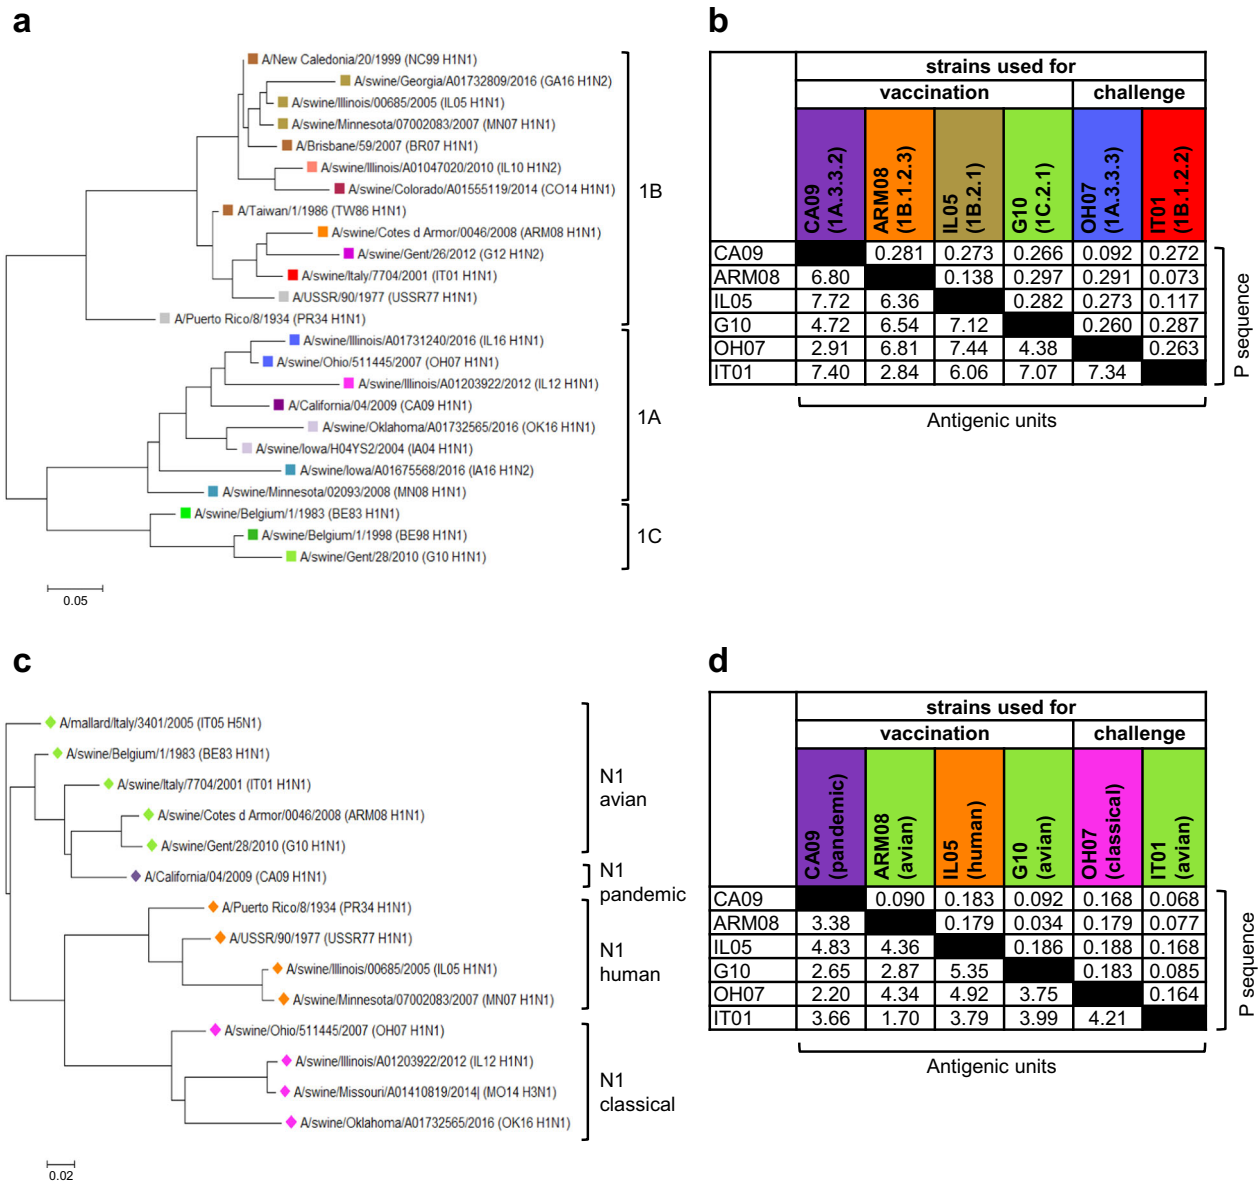 a
A/New Caledonia/20/1999 (NC99 H1N1)
A/swine/Georgia/A01732809/2016 (GA16 H1N2)
A/swine/Illinois/00685/2005 (IL05 H1N1)
A/swine/Minnesota/07002083/2007 (MN07 H1N1)
A/Brisbane/59/2007 (BR07 H1N1)
A/swine/Illinois/A01047020/2010 (IL10 H1N2)
A/swine/Colorado/A01555119/2014 (CO14 H1N1)
A/Taiwan/1/1986 (TW86 H1N1)
A/swine/Cotes d Armor/0046/2008 (ARM08 H1N1)
A/swine/Gent/26/2012 (G12 H1N2)
A/swine/Italy/7704/2001 (IT01 H1N1)
A/USSR/90/1977 (USSR77 H1N1)
A/Puerto Rico/8/1934 (PR34 H1N1)
1B
A/swine/Illinois/A01731240/2016 (IL16 H1N1)
A/swine/Ohio/511445/2007 (OH07 H1N1)
A/swine/Illinois/A01203922/2012 (IL12 H1N1)
A/California/04/2009 (CA09 H1N1)
A/swine/Oklahoma/A01732565/2016 (OK16 H1N1)
A/swine/Iowa/H04YS2/2004 (IA04 H1N1)
A/swine/Iowa/A01675568/2016 (IA16 H1N2)
A/swine/Minnesota/02093/2008 (MN08 H1N1)
1A
A/swine/Belgium/1/1983 (BE83 H1N1)
A/swine/Belgium/1/1998 (BE98 H1N1)
A/swine/Gent/28/2010 (G10 H1N1)
1C
0.05
b
strains used for
vaccination challenge
CA09 (1A.3.3.2)
ARM08 (1B.1.2.3)
IL05 (1B.2.1)
G10 (1C.2.1)
OH07 (1A.3.3.3)
IT01 (1B.1.2.2)
CA09 0.281 0.273 0.266 0.092 0.272
ARM08 6.80 0.138 0.297 0.291 0.073
IL05 7.72 6.36 0.282 0.273 0.117
G10 4.72 6.54 7.12 0.260 0.287
OH07 2.91 6.81 7.44 4.38 0.263
IT01 7.40 2.84 6.06 7.07 7.34
P sequence
Antigenic units
c
A/mallard/Italy/3401/2005 (IT05 H5N1)
A/swine/Belgium/1/1983 (BE83 H1N1)
A/swine/Italy/7704/2001 (IT01 H1N1)
A/swine/Cotes d Armor/0046/2008 (ARM08 H1N1)
A/swine/Gent/28/2010 (G10 H1N1)
N1
avian
A/California/04/2009 (CA09 H1N1)
N1
pandemic
A/Puerto Rico/8/1934 (PR34 H1N1)
A/USSR/90/1977 (USSR77 H1N1)
A/swine/Illinois/00685/2005 (IL05 H1N1)
A/swine/Minnesota/07002083/2007 (MN07 H1N1)
N1
human
A/swine/Ohio/511445/2007 (OH07 H1N1)
A/swine/Illinois/A01203922/2012 (IL12 H1N1)
A/swine/Missouri/A01410819/2014| (MO14 H3N1)
A/swine/Oklahoma/A01732565/2016 (OK16 H1N1)
N1
classical
0.02
d
strains used for
vaccination challenge
CA09 (pandemic)
ARM08 (avian)
IL05 (human)
G10 (avian)
OH07 (classical)
IT01 (avian)
CA09 0.090 0.183 0.092 0.168 0.068
ARM08 3.38 0.179 0.034 0.179 0.077
IL05 4.83 4.36 0.186 0.188 0.168
G10 2.65 2.87 5.35 0.183 0.085
OH07 2.20 4.34 4.92 3.75 0.164
IT01 3.66 1.70 3.79 3.99 4.21
P sequence
Antigenic units